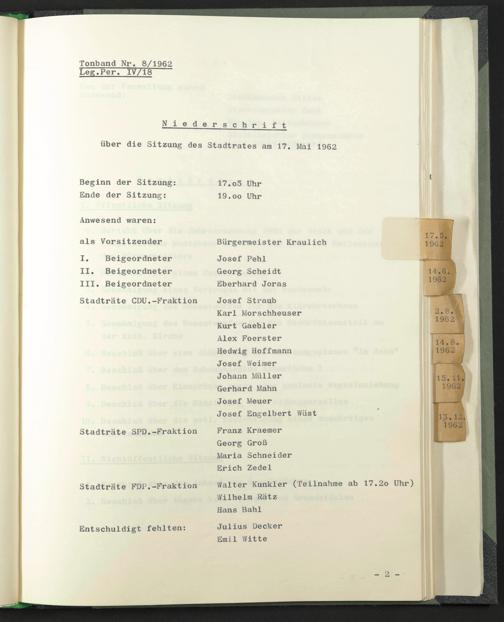 Tonband Nr. 8/1962
Leg.Per. IV/18
N i e d e r s c h r i f t
über die Sitzung des Stadtrates am 17. Mai 1962
Beginn der Sitzung: 17.o5 Uhr
Ende der Sitzung: 19.oo Uhr
Anwesend waren:
als Vorsitzender Bürgermeister Kraulich
I. Beigeordneter Josef Pehl
II. Beigeordneter Georg Scheidt
III. Beigeordneter Eberhard Joras
Stadträte CDU.-Fraktion Josef Straub
Karl Morschheuser
Kurt Gaebler
Alex Foerster
Hedwig Hoffmann
Josef Weimer
Johann Müller
Gerhard Mahn
Josef Meuer
Josef Engelbert Wüst
Stadträte SPD.-Fraktion Franz Kraemer
Georg Groß
Maria Schneider
Erich Zedel
Stadträte FDP.-Fraktion Walter Kunkler (Teilnahme ab 17.2o Uhr)
Wilhelm Rätz
Hans Bahl
Entschuldigt fehlten: Julius Decker
Emil Witte
- 2 -
17.5.
1962
14.6.
1962
2.8.
1962
14.8.
1962
15.11.
1962
13.12.
1962